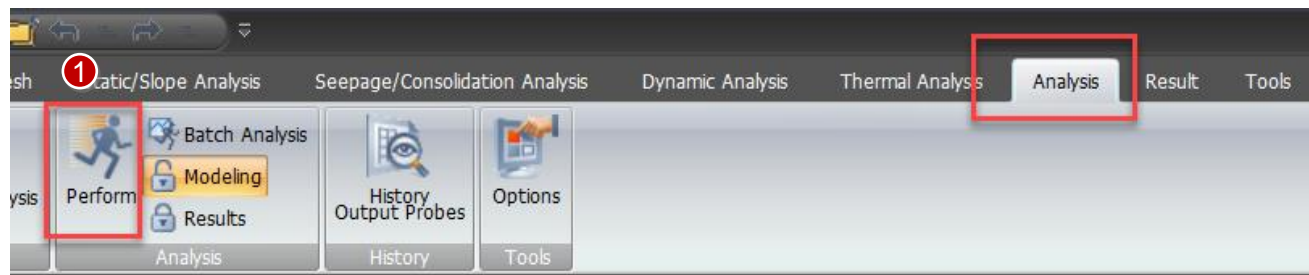 esh 1 Static/Slope Analysis Seepage/Consolidation Analysis Dynamic Analysis Thermal Analysis Analysis Result Tools
Batch Analysis
Modeling
ysis Perform History Output Probes Options
Results
Analysis History Tools